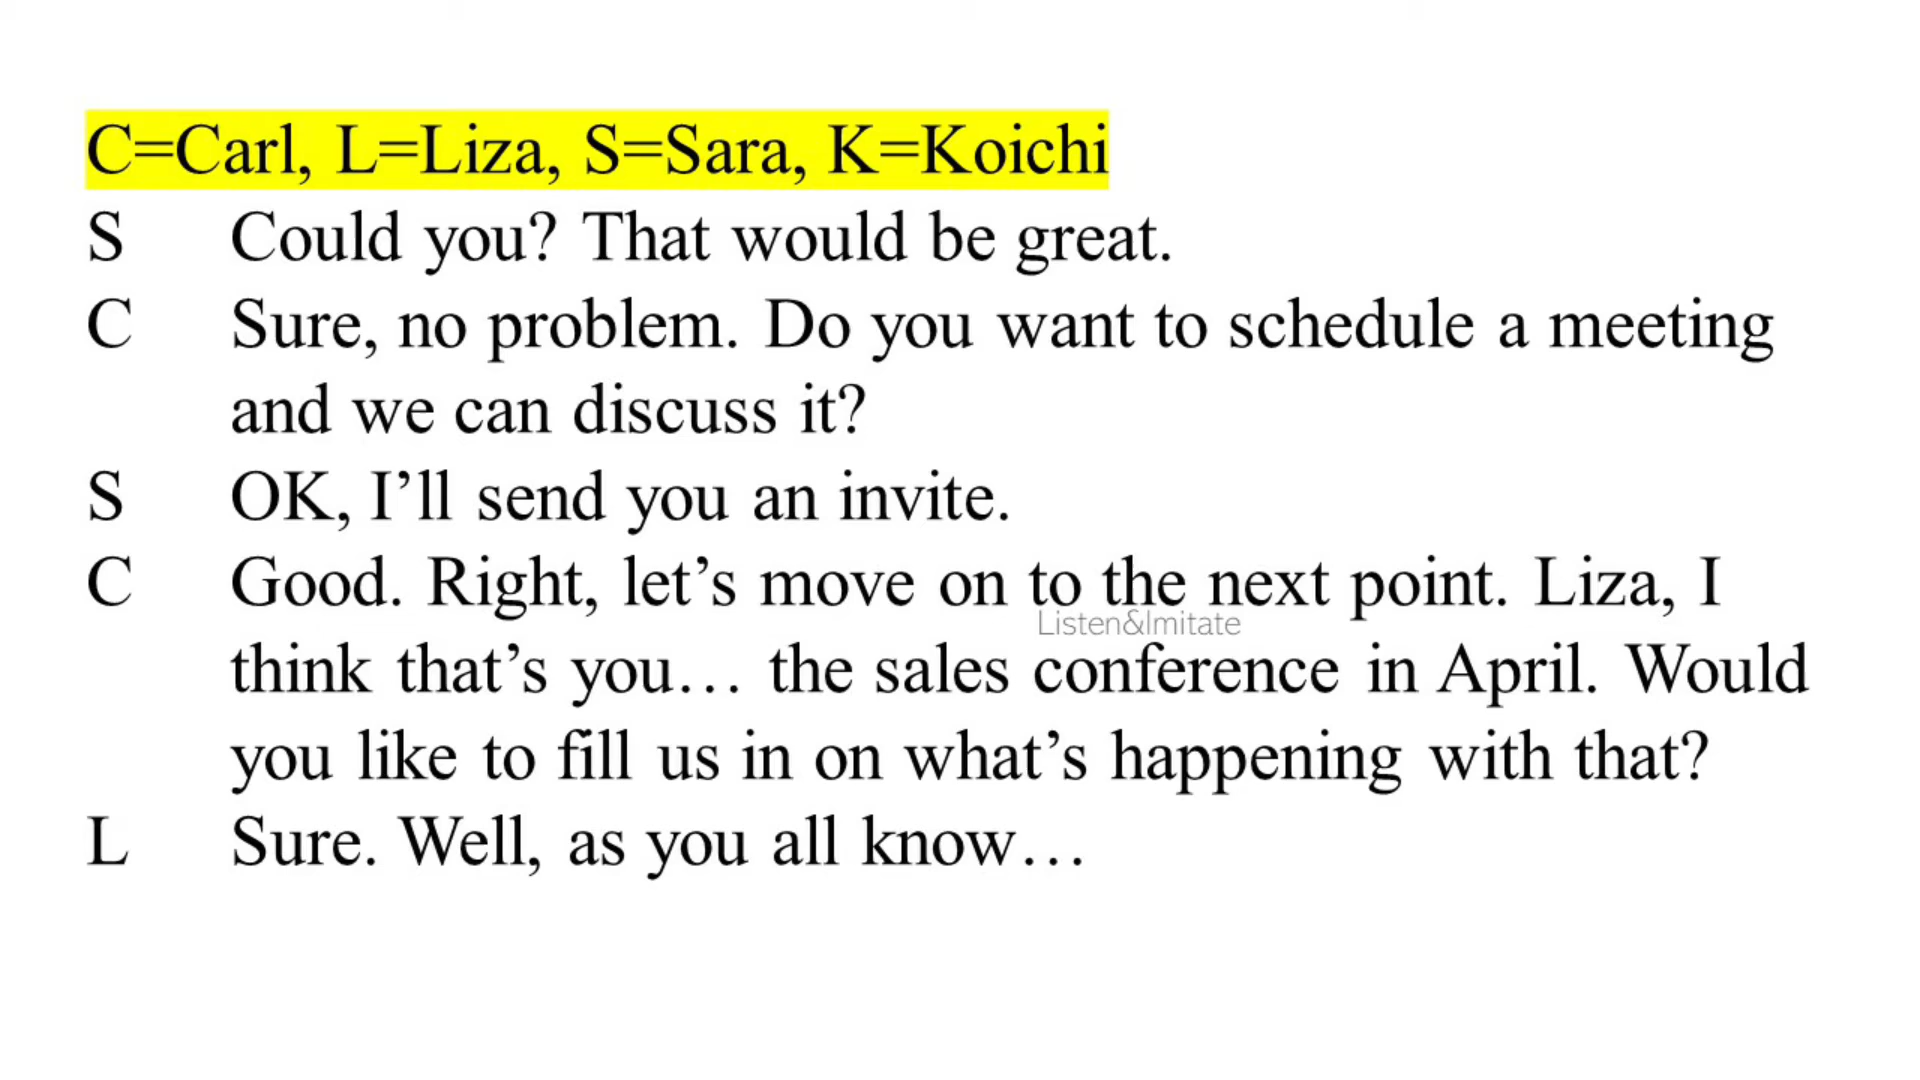 C=Carl, L=Liza, S=Sara, K=Koichi
S Could you? That would be great.
C Sure, no problem. Do you want to schedule a meeting
and we can discuss it?
S OK, I’ll send you an invite.
C Good. Right, let’s move on to the next point. Liza, I
Listen&Imitate
think that’s you… the sales conference in April. Would
you like to fill us in on what’s happening with that?
L Sure. Well, as you all know…